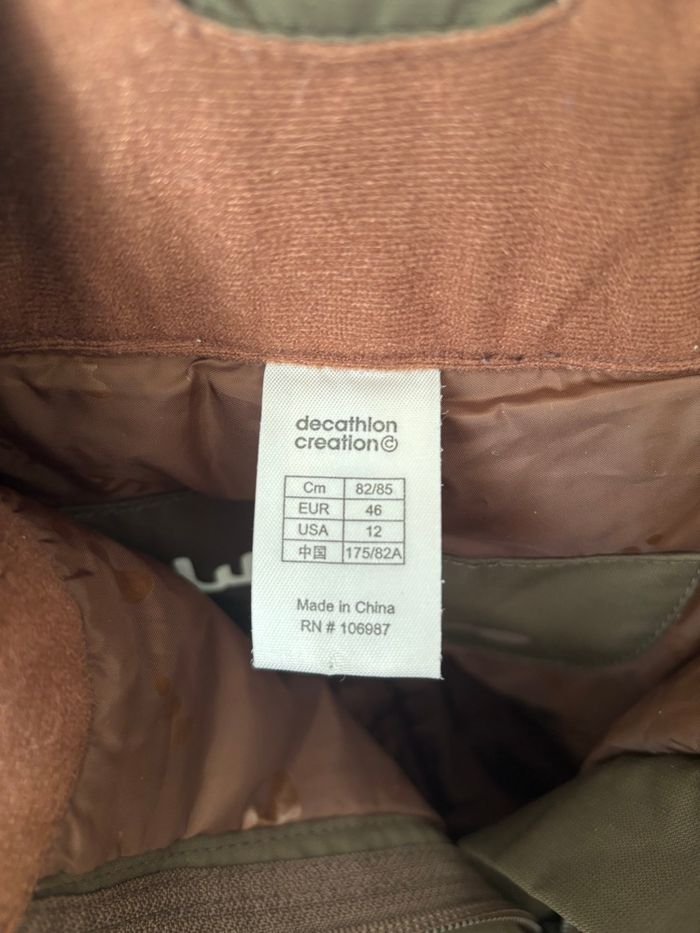 decathlon
creation©
Cm 82/85
EUR 46
USA 12
中国 175/82A
Made in China
RN # 106987